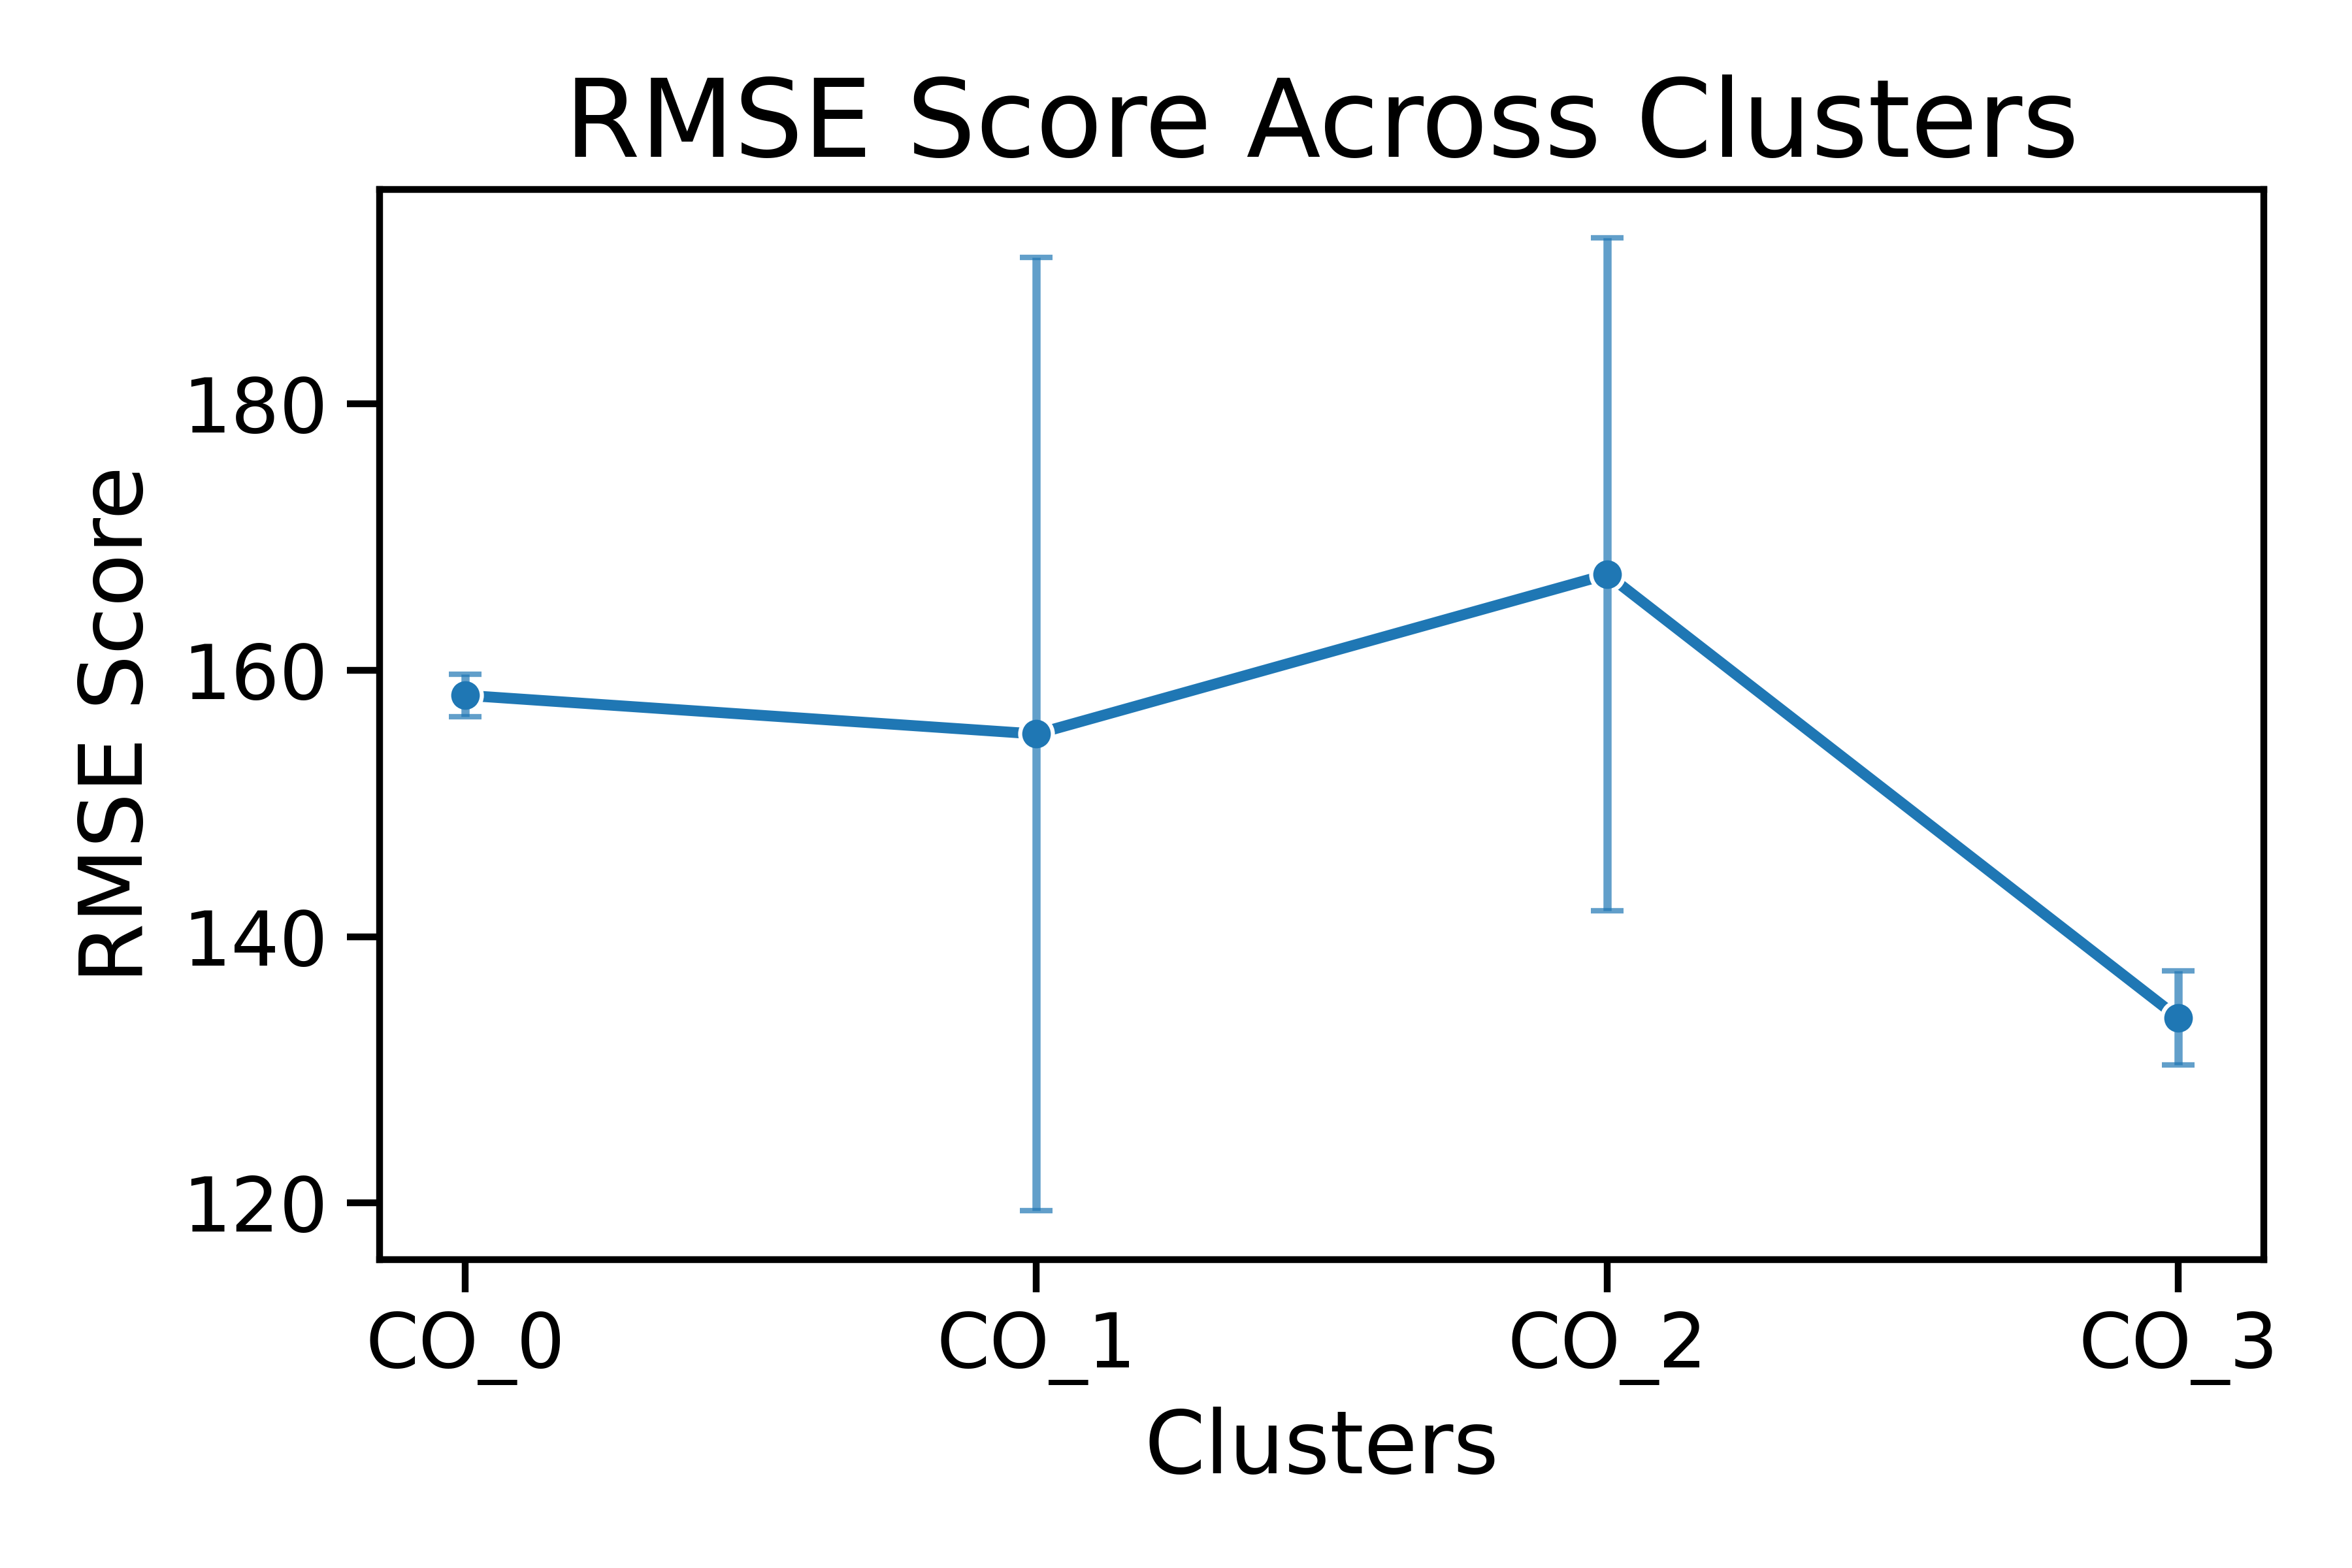 RMSE Score Across Clusters
RMSE Score
180
160
140
120
CO_0 CO_1 CO_2 CO_3
Clusters